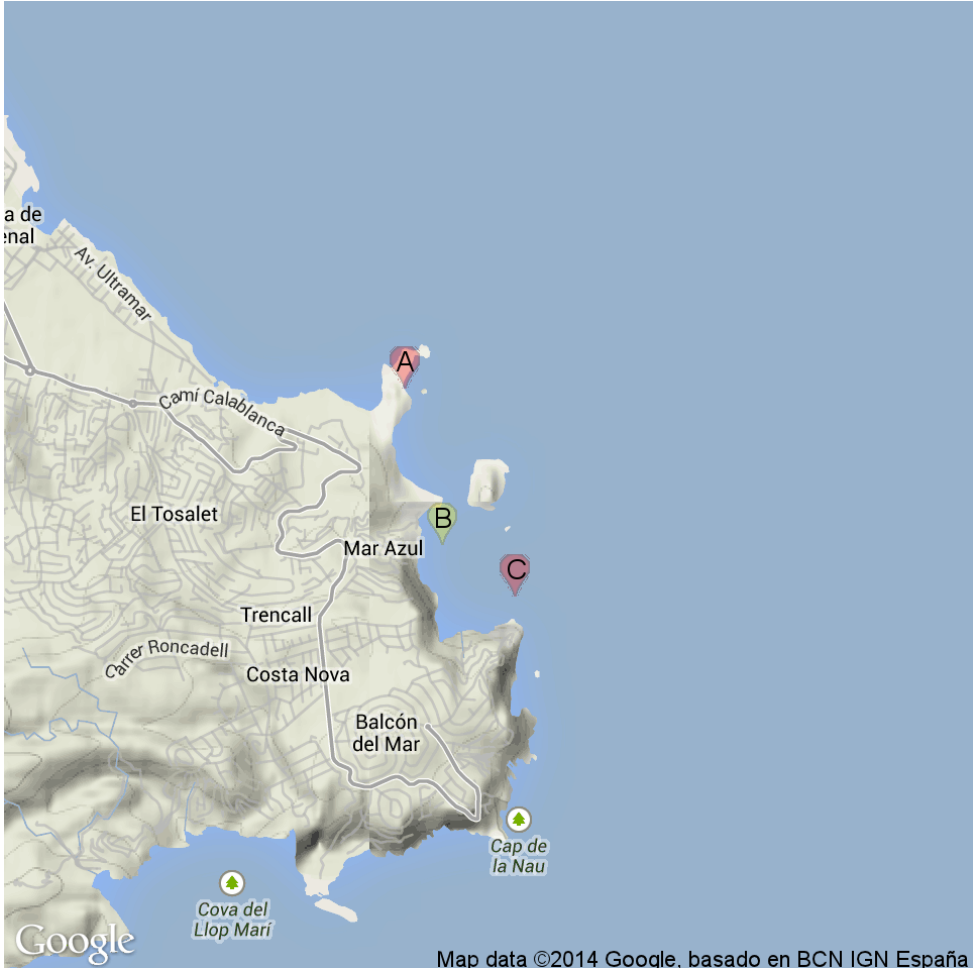 a de
enal
Av. Ultramar
A
Camí Calablanca
El Tosalet
B
Mar Azul
C
Trencall
Carrer Roncadell
Costa Nova
Balcón
del Mar
Cap de
la Nau
Cova del
Llop Marí
Google
Map data ©2014 Google, basado en BCN IGN España